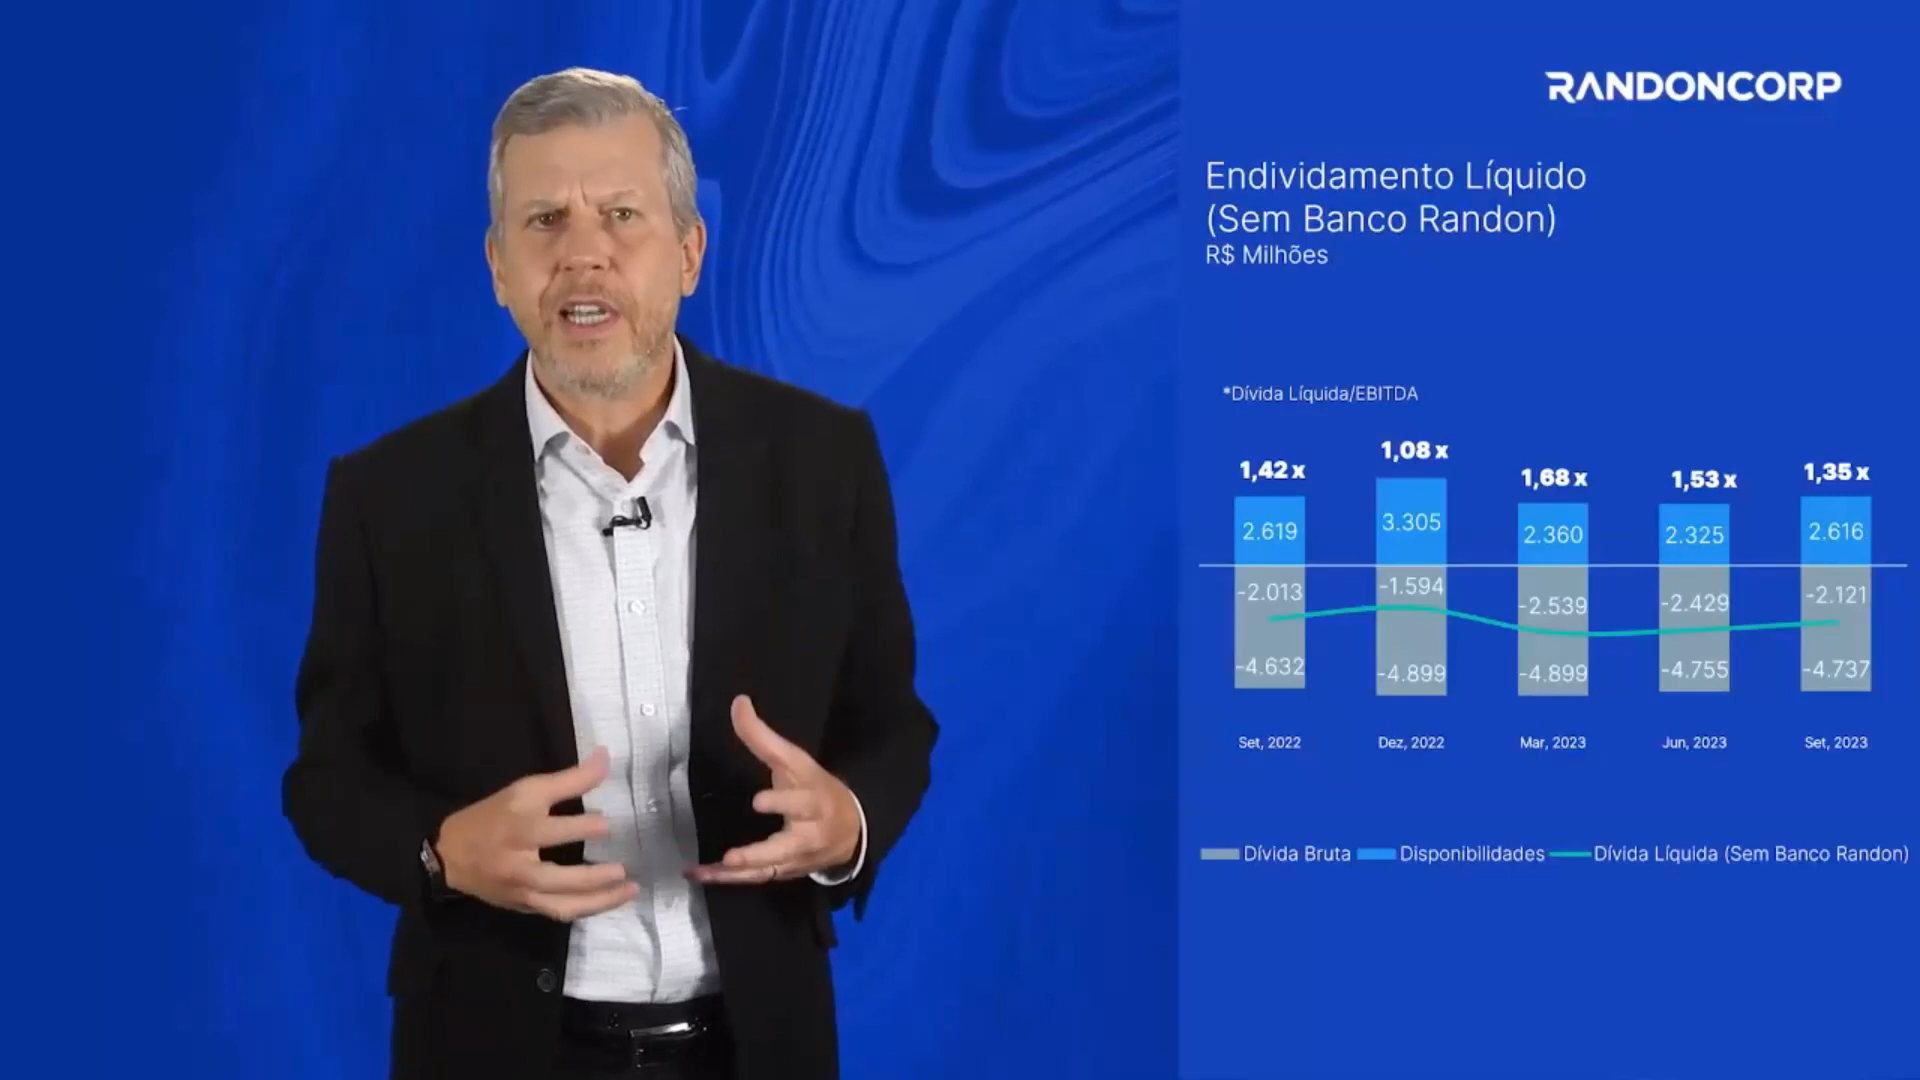 RANDONCORP
Endividamento Líquido
(Sem Banco Randon)
R$ Milhões
*Dívida Líquida/EBITDA
1,42 x 1,08 x 1,68 x 1,53 x 1,35 x
2.619 3.305 2.360 2.325 2.616
-2.013 -1.594 -2.539 -2.429 -2.121
-4.632 -4.899 -4.899 -4.755 -4.737
Set, 2022 Dez, 2022 Mar, 2023 Jun, 2023 Set, 2023
Dívida Bruta Disponibilidades Dívida Líquida (Sem Banco Randon)